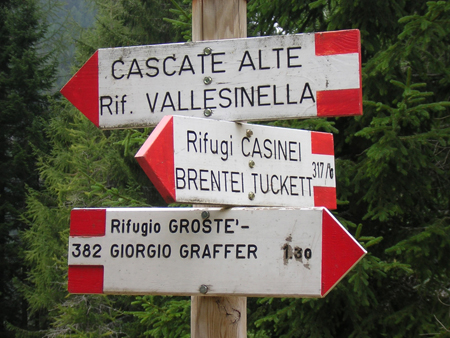 CASCATE ALTE
Rif. VALLESINELLA
Rifugi CASINEI
BRENTEI TUCKETT
317/b
Rifugio GROSTE'-
382 GIORGIO GRAFFER 1.30